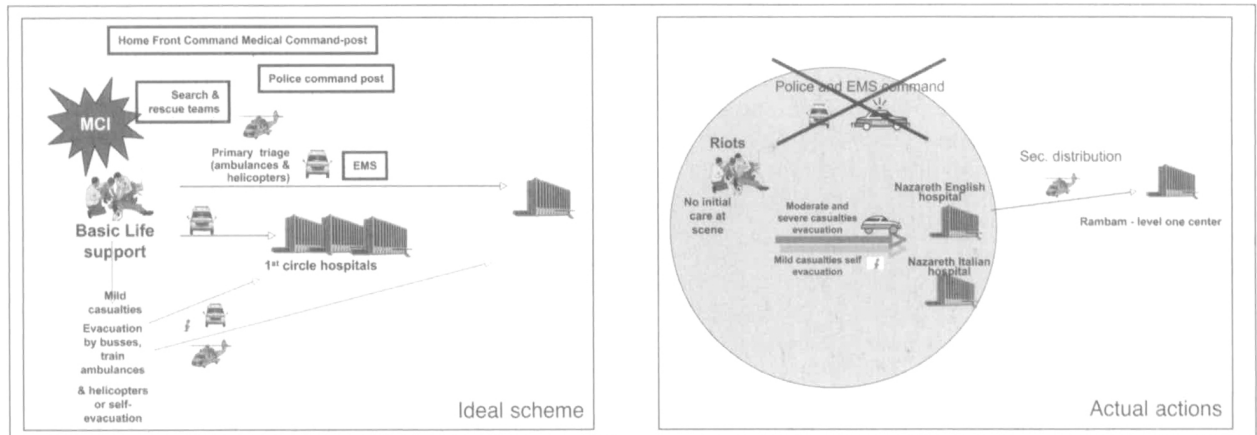 Home Front Command Medical Command-post
Police command post
Search &
rescue teams
MCI
Primary triage
(ambulances &
helicopters)
EMS
Basic Life
support
1st circle hospitals
Mild
casualties
Evacuation
by busses,
train
ambulances
& helicopters
or self-
evacuation
Ideal scheme
Police and EMS command
Riots
No initial
care at
scene
Moderate and
severe casualties
evacuation
Mild casualties self
evacuation
Nazareth English
hospital
Nazareth Italian
hospital
Sec. distribution
Rambam - level one center
Actual actions